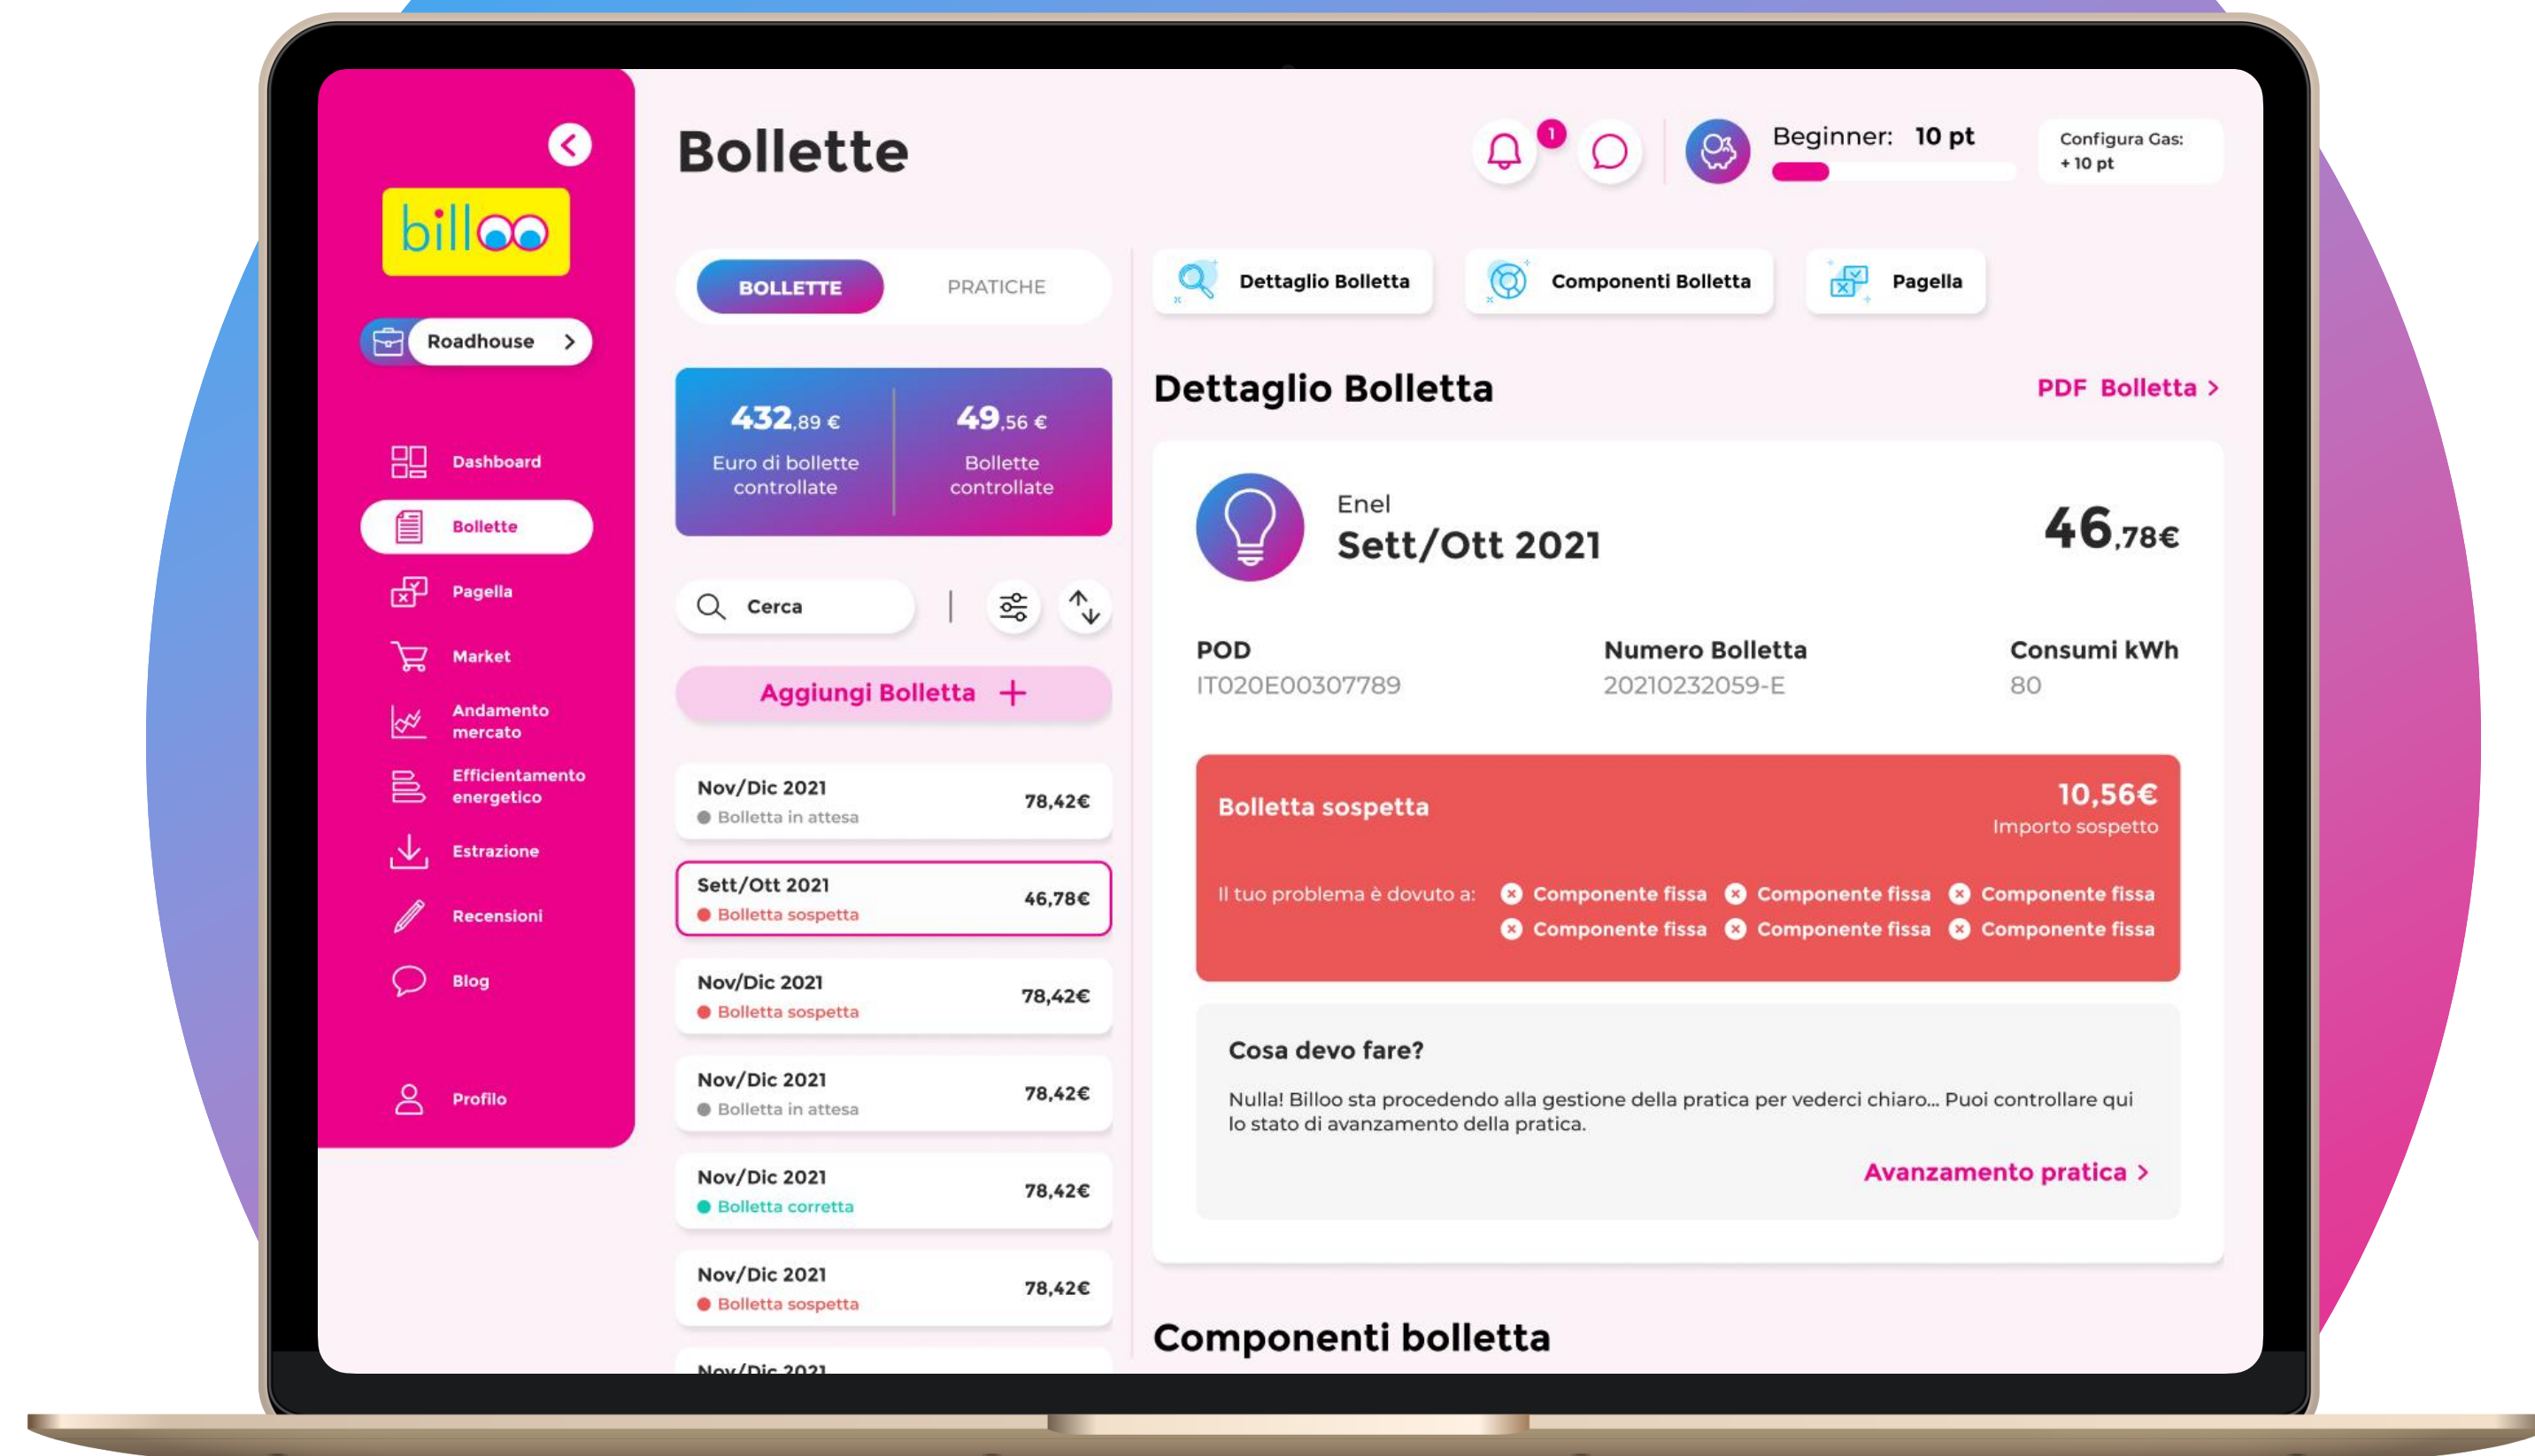 billoo
Roadhouse
Dashboard
Bollette
Pagella
Market
Andamento
mercato
Efficientamento
energetico
Estrazione
Recensioni
Blog
Profilo
Bollette
1
Beginner: 10 pt
Configura Gas:
+ 10 pt
BOLLETTE PRATICHE
432,89 €
Euro di bollette
controllate
49,56 €
Bollette
controllate
Cerca
Aggiungi Bolletta +
Nov/Dic 2021 78,42€
Bolletta in attesa
Sett/Ott 2021 46,78€
Bolletta sospetta
Nov/Dic 2021 78,42€
Bolletta sospetta
Nov/Dic 2021 78,42€
Bolletta in attesa
Nov/Dic 2021 78,42€
Bolletta corretta
Nov/Dic 2021 78,42€
Bolletta sospetta
Nov/Dic 2021
Dettaglio Bolletta
Componenti Bolletta
Pagella
Dettaglio Bolletta
PDF Bolletta >
Enel
Sett/Ott 2021
46,78€
POD
IT020E00307789
Numero Bolletta
20210232059-E
Consumi kWh
80
Bolletta sospetta
10,56€
Importo sospetto
Il tuo problema è dovuto a: Componente fissa Componente fissa Componente fissa
Componente fissa Componente fissa Componente fissa
Cosa devo fare?
Nulla! Billoo sta procedendo alla gestione della pratica per vederci chiaro... Puoi controllare qui
lo stato di avanzamento della pratica.
Avanzamento pratica >
Componenti bolletta